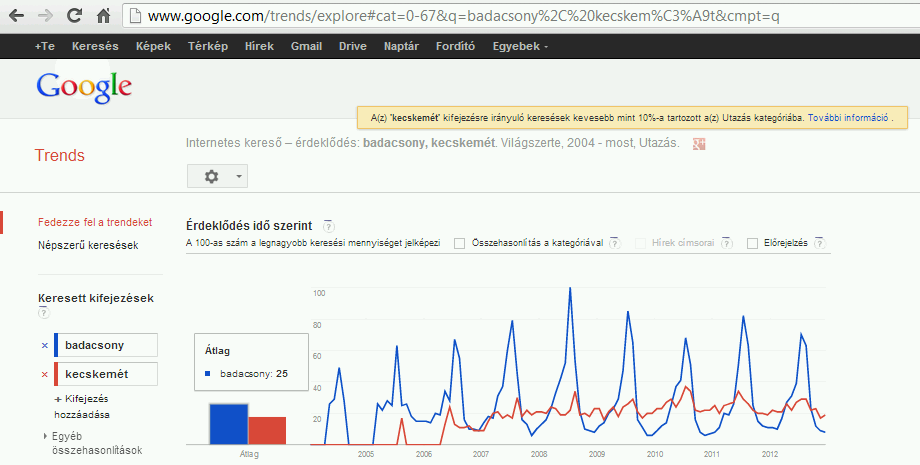 www.google.com/trends/explore#cat=0-67&q=badacsony%2C%20kecskem%C3%A9t&cmpt=q
+Te Keresés Képek Térkép Hírek Gmail Drive Naptár Fordító Egyebek
Google
A(z) 'kecskemét' kifejezésre irányuló keresések kevesebb mint 10%-a tartozott a(z) Utazás kategóriába. További információ .
Internetes kereső – érdeklődés: badacsony, kecskemét. Világszerte, 2004 - most, Utazás.
Trends
Fedezze fel a trendeket
Népszerű keresések
Érdeklődés idő szerint ?
A 100-as szám a legnagyobb keresési mennyiséget jelképezi Összehasonlítás a kategóriával ? Hírek címsorai ? Előrejelzés ?
Keresett kifejezések
?
× badacsony
× kecskemét
+ Kifejezés
hozzáadása
Egyéb
összehasonlítások
Átlag
badacsony: 25
Átlag
100
80
60
40
20
2005 2006 2007 2008 2009 2010 2011 2012